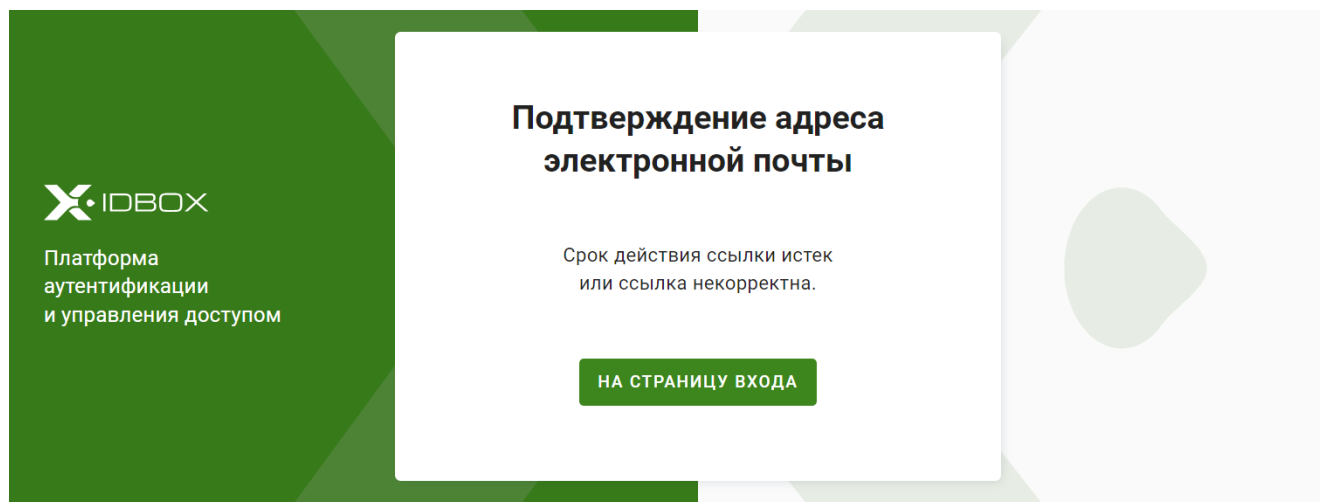 IDBOX
Платформа
аутентификации
и управления доступом
Подтверждение адреса
электронной почты
Срок действия ссылки истек
или ссылка некорректна.
НА СТРАНИЦУ ВХОДА